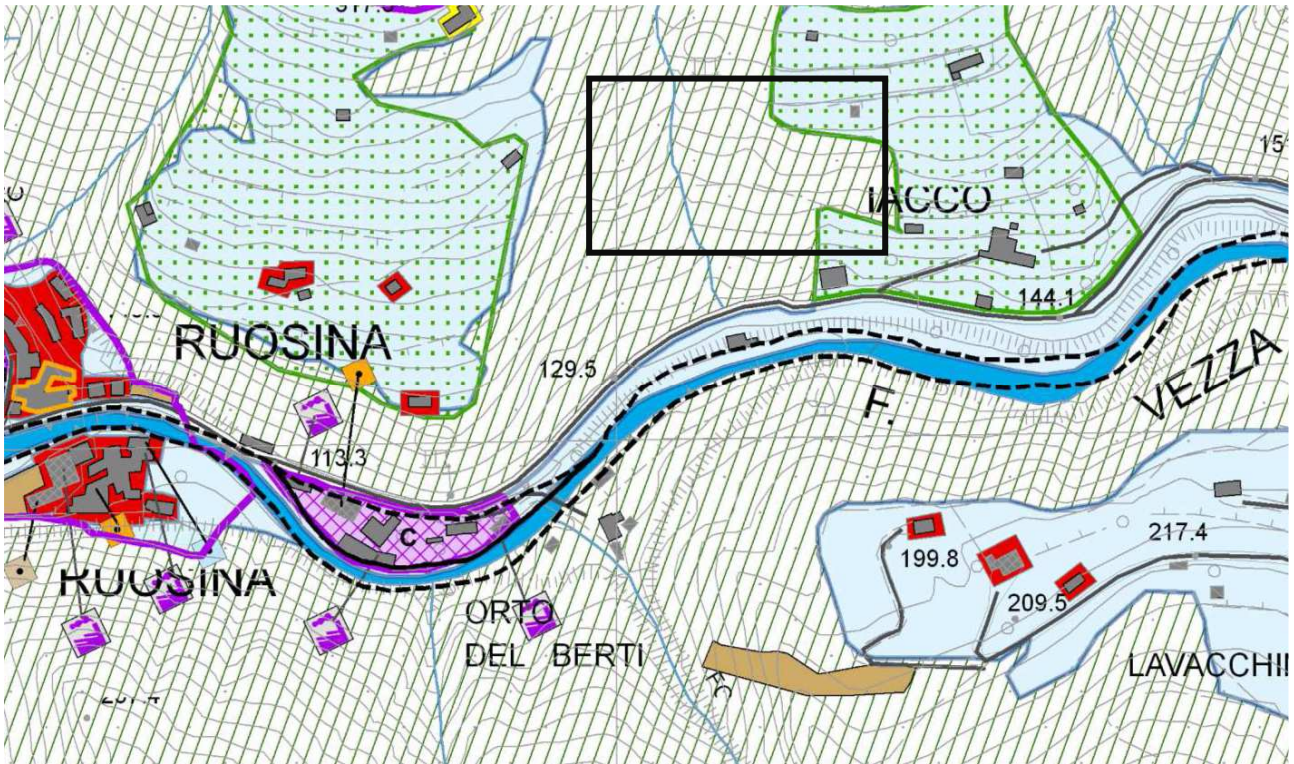 IACCO
144.1
RUOSINA
129.5
F.
VEZZA
113.3
C
RUOSINA
199.8
217.4
209.5
ORTO
DEL BERTI
LAVACCHI
FC